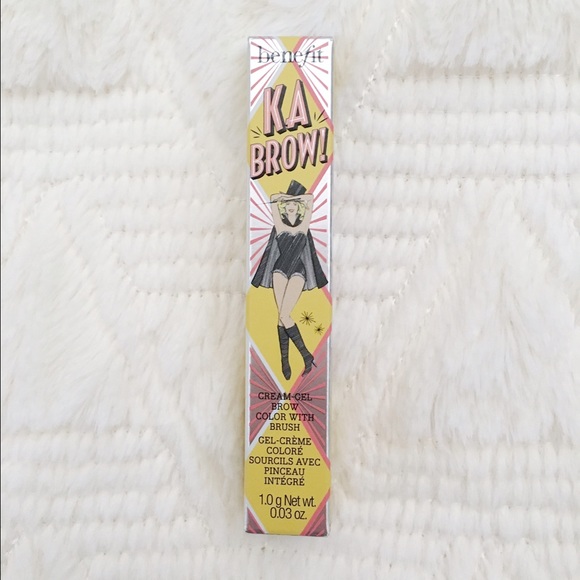 benefit
KA
BROW!
CREAM-GEL
BROW
COLOR WITH
BRUSH
GEL-CRÈME
COLORÉ
SOURCILS AVEC
PINCEAU
INTÉGRÉ
1.0 g Net wt.
0.03 oz.